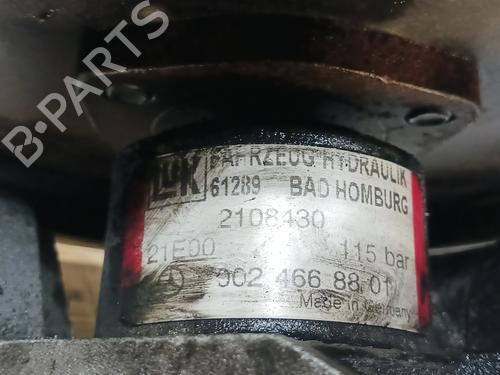 B-PARTS
LuK FAHRZEUG HYDRAULIK
61289 BAD HOMBURG
2108430
21E00 115 bar
002 466 88 01
Made in Germany